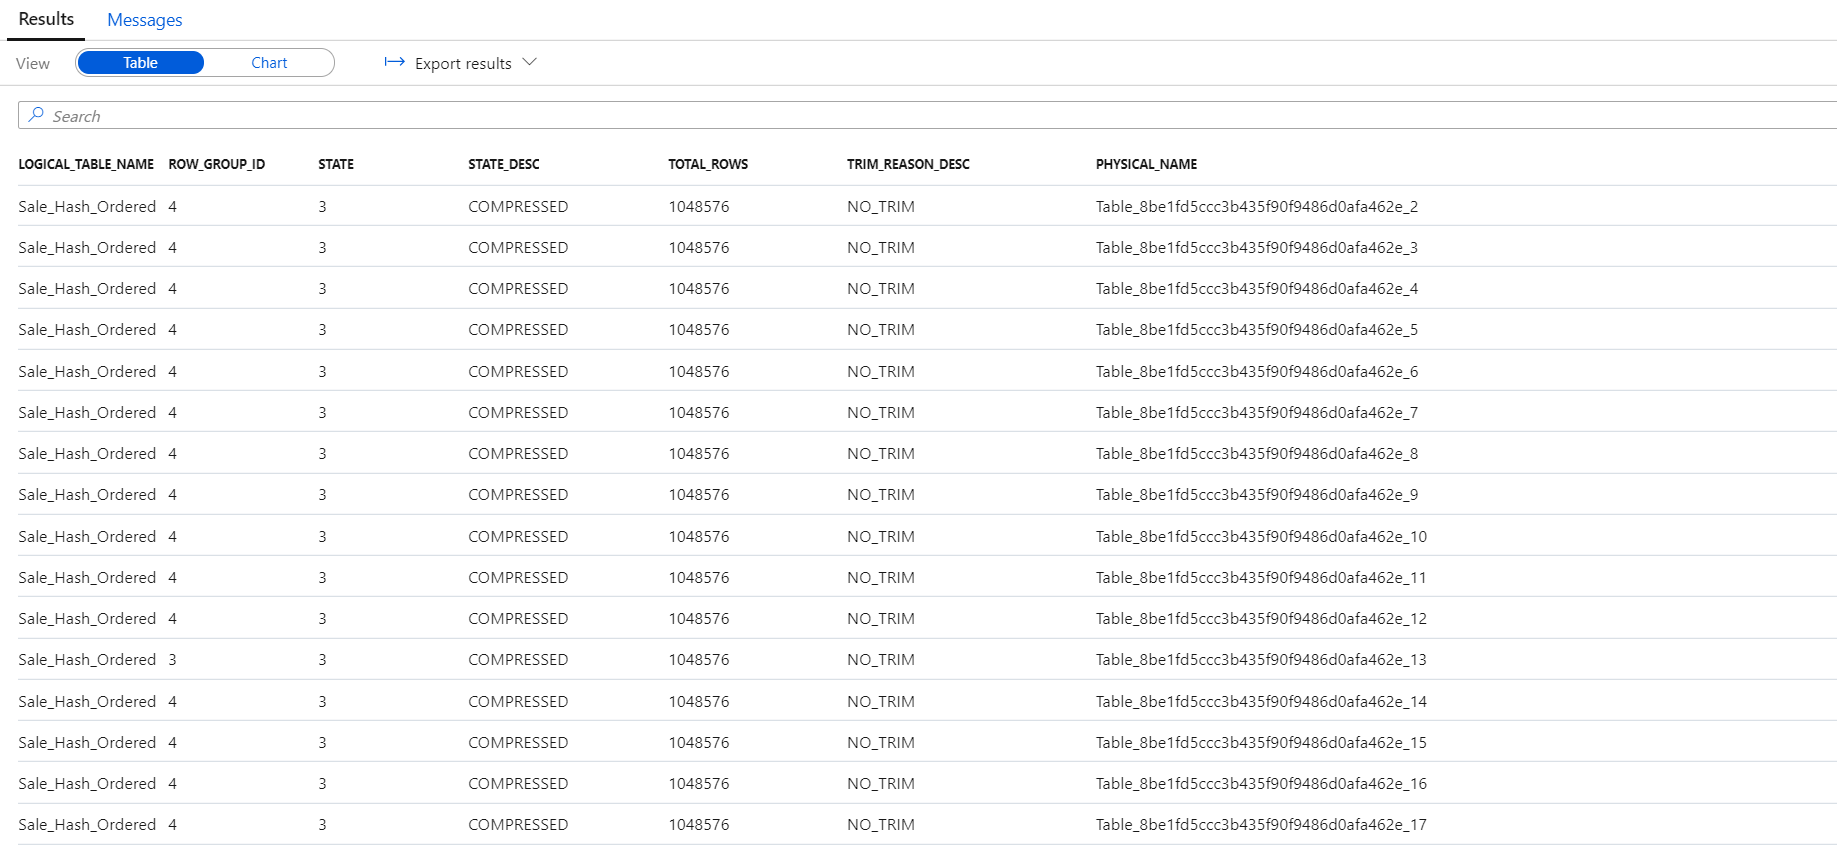 Results Messages
View Table Chart Export results
Search
LOGICAL_TABLE_NAME ROW_GROUP_ID STATE STATE_DESC TOTAL_ROWS TRIM_REASON_DESC PHYSICAL_NAME
Sale_Hash_Ordered 4 3 COMPRESSED 1048576 NO_TRIM Table_8be1fd5ccc3b435f90f9486d0afa462e_2
Sale_Hash_Ordered 4 3 COMPRESSED 1048576 NO_TRIM Table_8be1fd5ccc3b435f90f9486d0afa462e_3
Sale_Hash_Ordered 4 3 COMPRESSED 1048576 NO_TRIM Table_8be1fd5ccc3b435f90f9486d0afa462e_4
Sale_Hash_Ordered 4 3 COMPRESSED 1048576 NO_TRIM Table_8be1fd5ccc3b435f90f9486d0afa462e_5
Sale_Hash_Ordered 4 3 COMPRESSED 1048576 NO_TRIM Table_8be1fd5ccc3b435f90f9486d0afa462e_6
Sale_Hash_Ordered 4 3 COMPRESSED 1048576 NO_TRIM Table_8be1fd5ccc3b435f90f9486d0afa462e_7
Sale_Hash_Ordered 4 3 COMPRESSED 1048576 NO_TRIM Table_8be1fd5ccc3b435f90f9486d0afa462e_8
Sale_Hash_Ordered 4 3 COMPRESSED 1048576 NO_TRIM Table_8be1fd5ccc3b435f90f9486d0afa462e_9
Sale_Hash_Ordered 4 3 COMPRESSED 1048576 NO_TRIM Table_8be1fd5ccc3b435f90f9486d0afa462e_10
Sale_Hash_Ordered 4 3 COMPRESSED 1048576 NO_TRIM Table_8be1fd5ccc3b435f90f9486d0afa462e_11
Sale_Hash_Ordered 4 3 COMPRESSED 1048576 NO_TRIM Table_8be1fd5ccc3b435f90f9486d0afa462e_12
Sale_Hash_Ordered 3 3 COMPRESSED 1048576 NO_TRIM Table_8be1fd5ccc3b435f90f9486d0afa462e_13
Sale_Hash_Ordered 4 3 COMPRESSED 1048576 NO_TRIM Table_8be1fd5ccc3b435f90f9486d0afa462e_14
Sale_Hash_Ordered 4 3 COMPRESSED 1048576 NO_TRIM Table_8be1fd5ccc3b435f90f9486d0afa462e_15
Sale_Hash_Ordered 4 3 COMPRESSED 1048576 NO_TRIM Table_8be1fd5ccc3b435f90f9486d0afa462e_16
Sale_Hash_Ordered 4 3 COMPRESSED 1048576 NO_TRIM Table_8be1fd5ccc3b435f90f9486d0afa462e_17